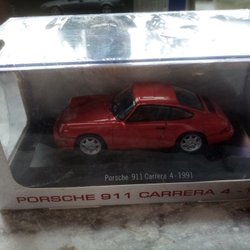 Porsche 911 Carrera 4-1991
PORSCHE 911 CARRERA 4